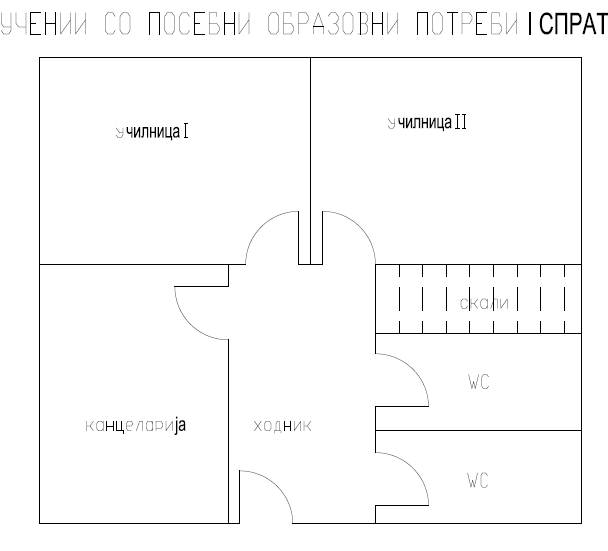 УЧЕНИИ СО ПОСЕБНИ ОБРАЗОВНИ ПОТРЕБИ I СПРАТ
училница I
училница II
скали
WC
канцеларија
ходник
WC